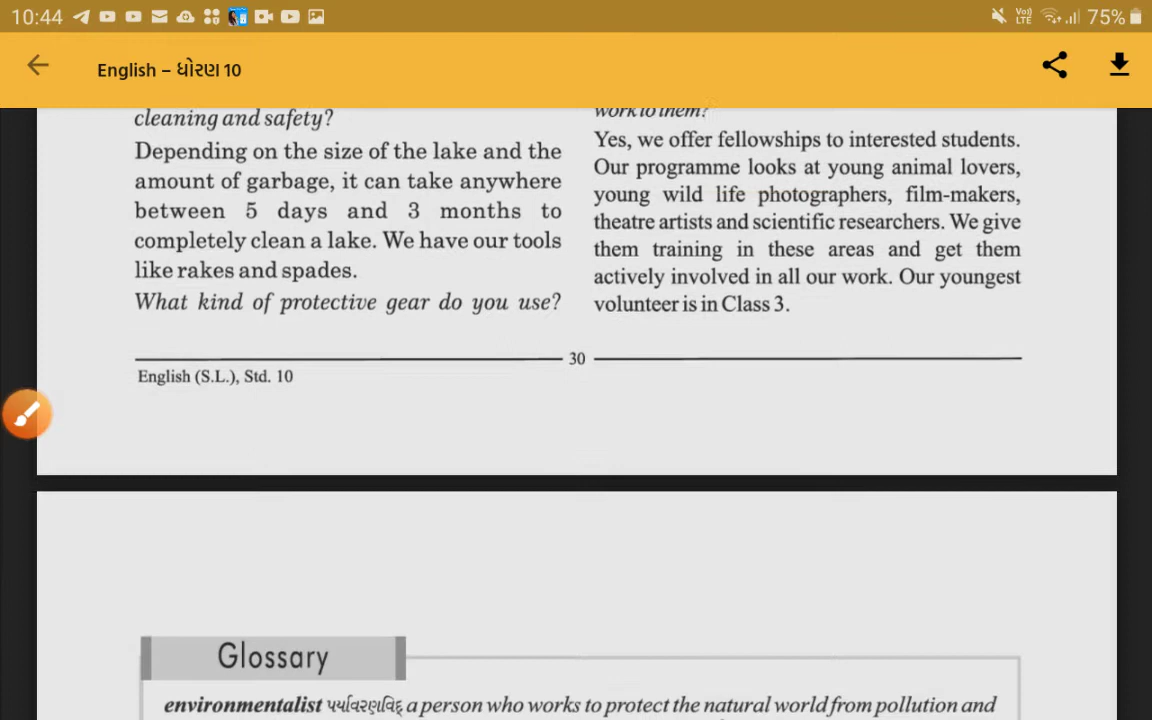 10:44
75%
English – ધોરણ 10
cleaning and safety?
Depending on the size of the lake and the
amount of garbage, it can take anywhere
between 5 days and 3 months to
completely clean a lake. We have our tools
like rakes and spades.
What kind of protective gear do you use?
work to them?
Yes, we offer fellowships to interested students.
Our programme looks at young animal lovers,
young wild life photographers, film-makers,
theatre artists and scientific researchers. We give
them training in these areas and get them
actively involved in all our work. Our youngest
volunteer is in Class 3.
30
English (S.L.), Std. 10
Glossary
environmentalist પર્યાવરણવિદ્ a person who works to protect the natural world from pollution and